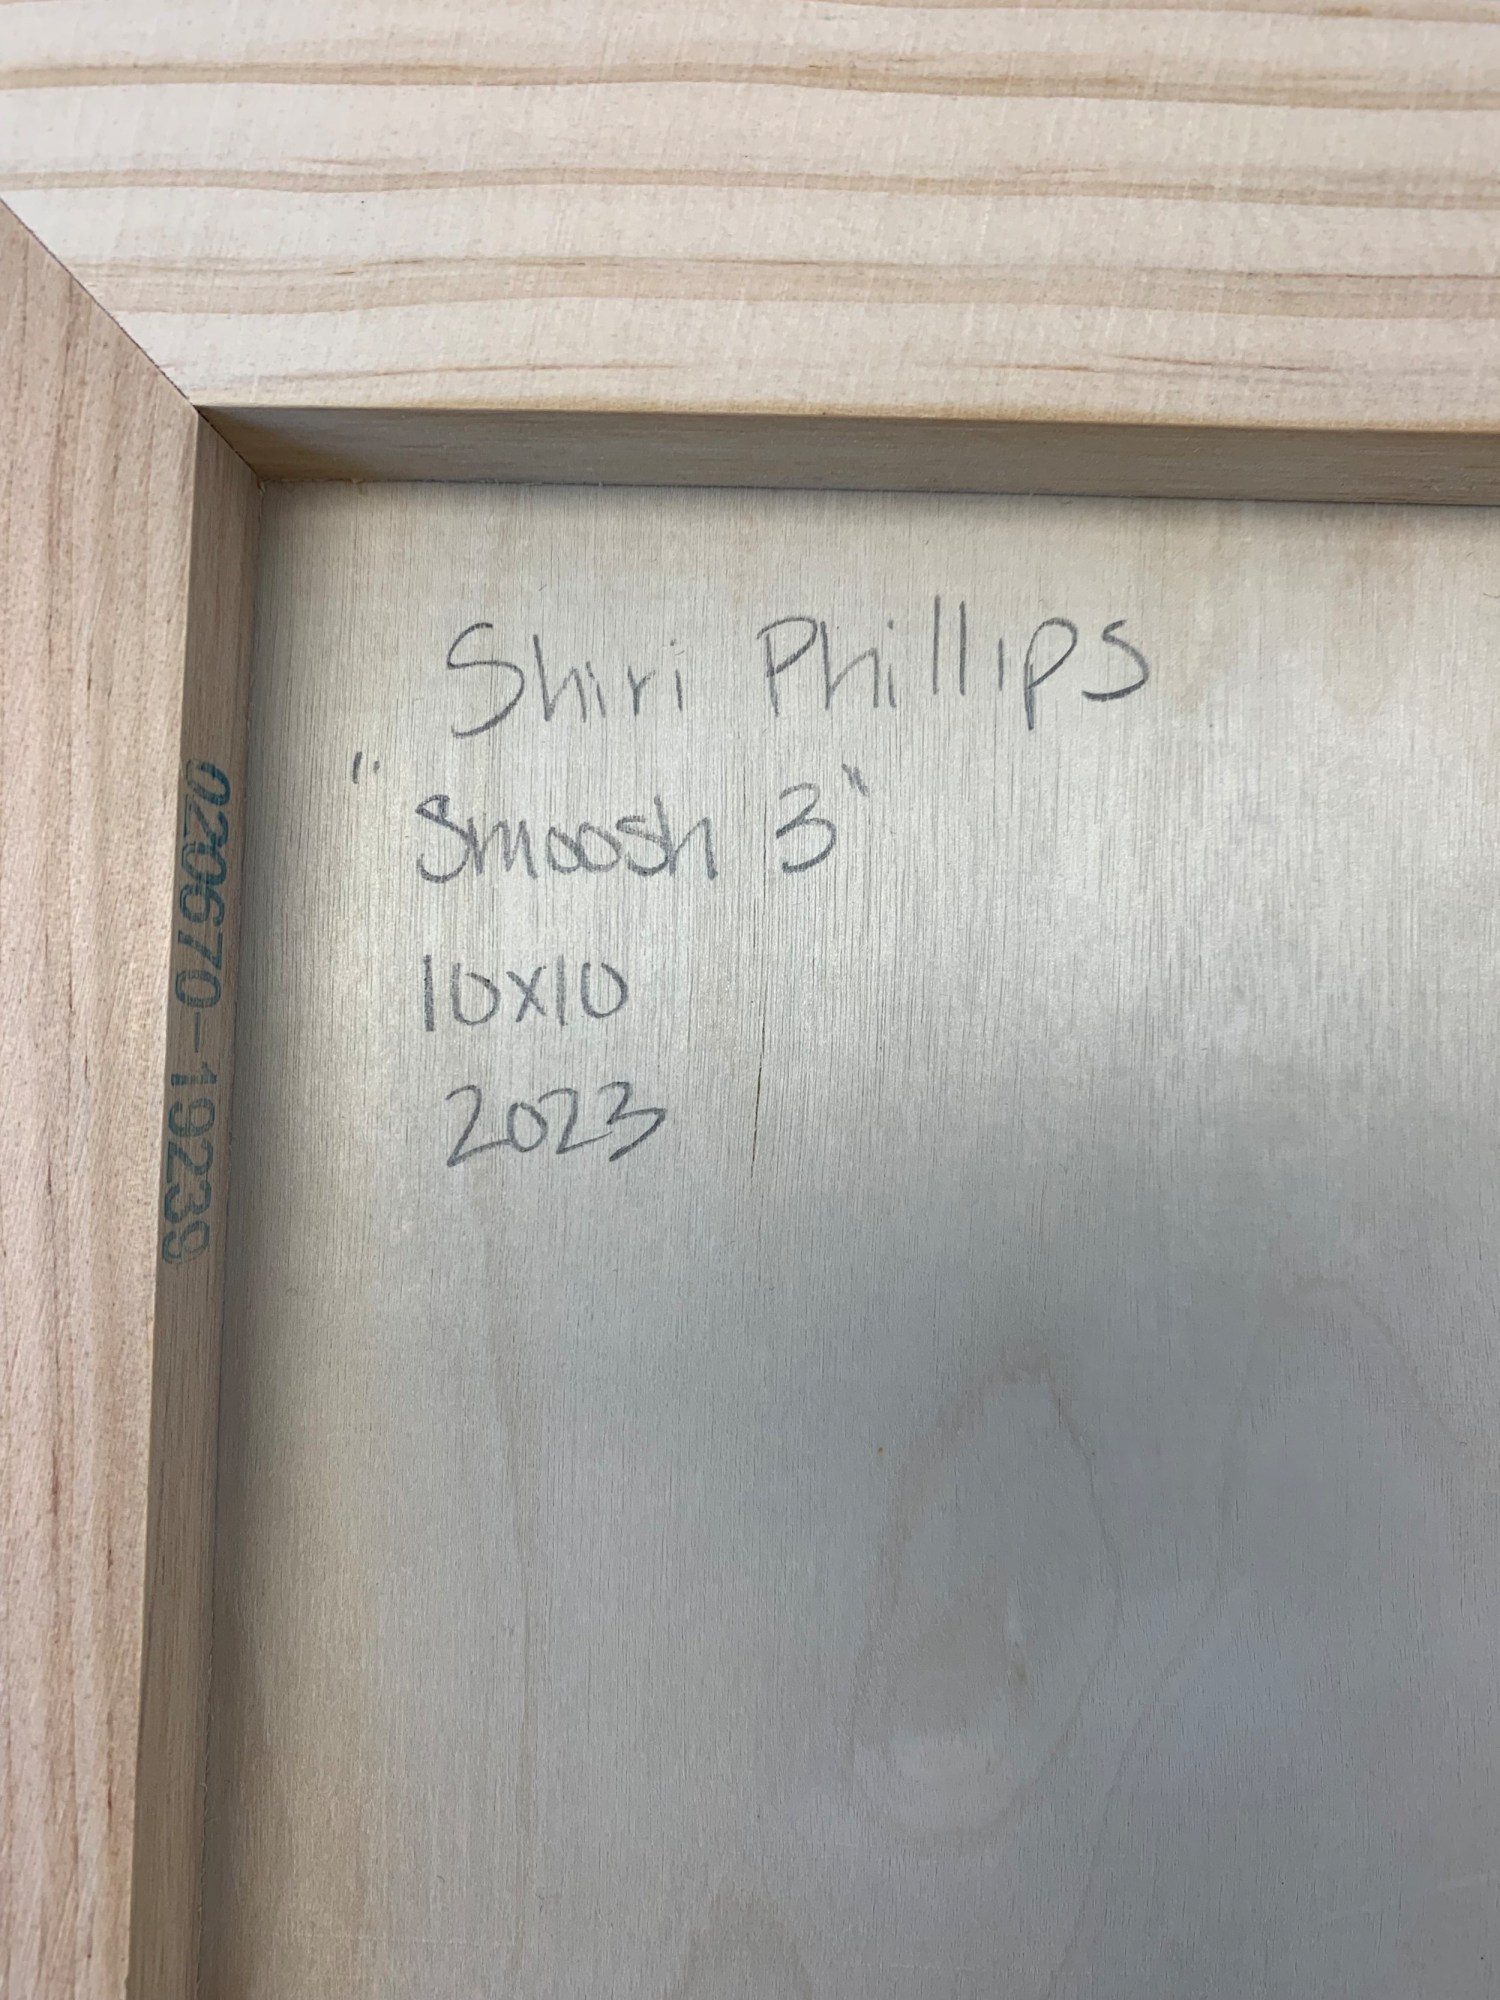 Shiri Phillips
"Smoosh 3"
10x10
2023
020670-19239